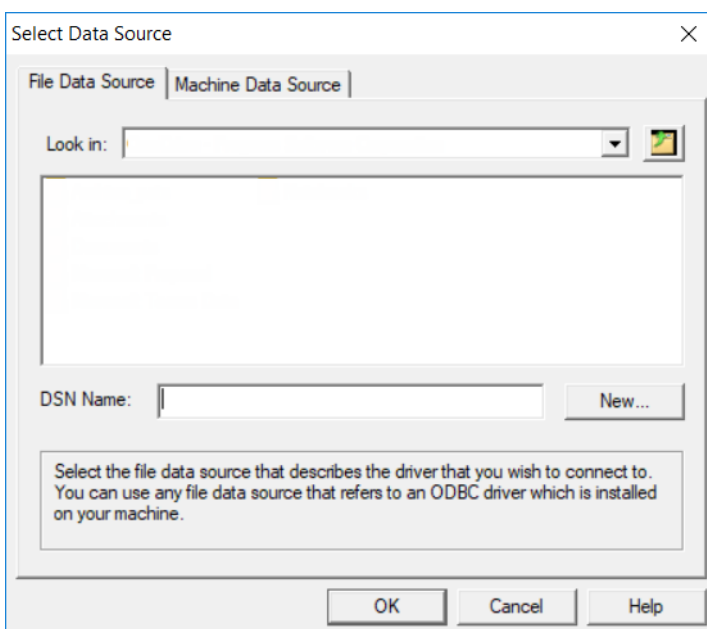 Select Data Source
File Data Source
Machine Data Source
Look in:
DSN Name:
New...
Select the file data source that describes the driver that you wish to connect to.
You can use any file data source that refers to an ODBC driver which is installed
on your machine.
OK
Cancel
Help